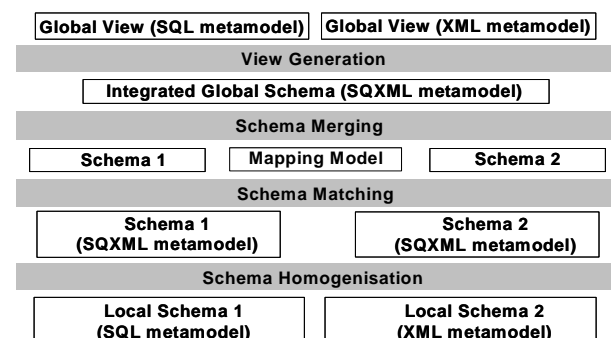 Global View (SQL metamodel) Global View (XML metamodel)
View Generation
Integrated Global Schema (SQXML metamodel)
Schema Merging
Schema 1 Mapping Model Schema 2
Schema Matching
Schema 1
(SQXML metamodel)
Schema 2
(SQXML metamodel)
Schema Homogenisation
Local Schema 1
(SQL metamodel)
Local Schema 2
(XML metamodel)